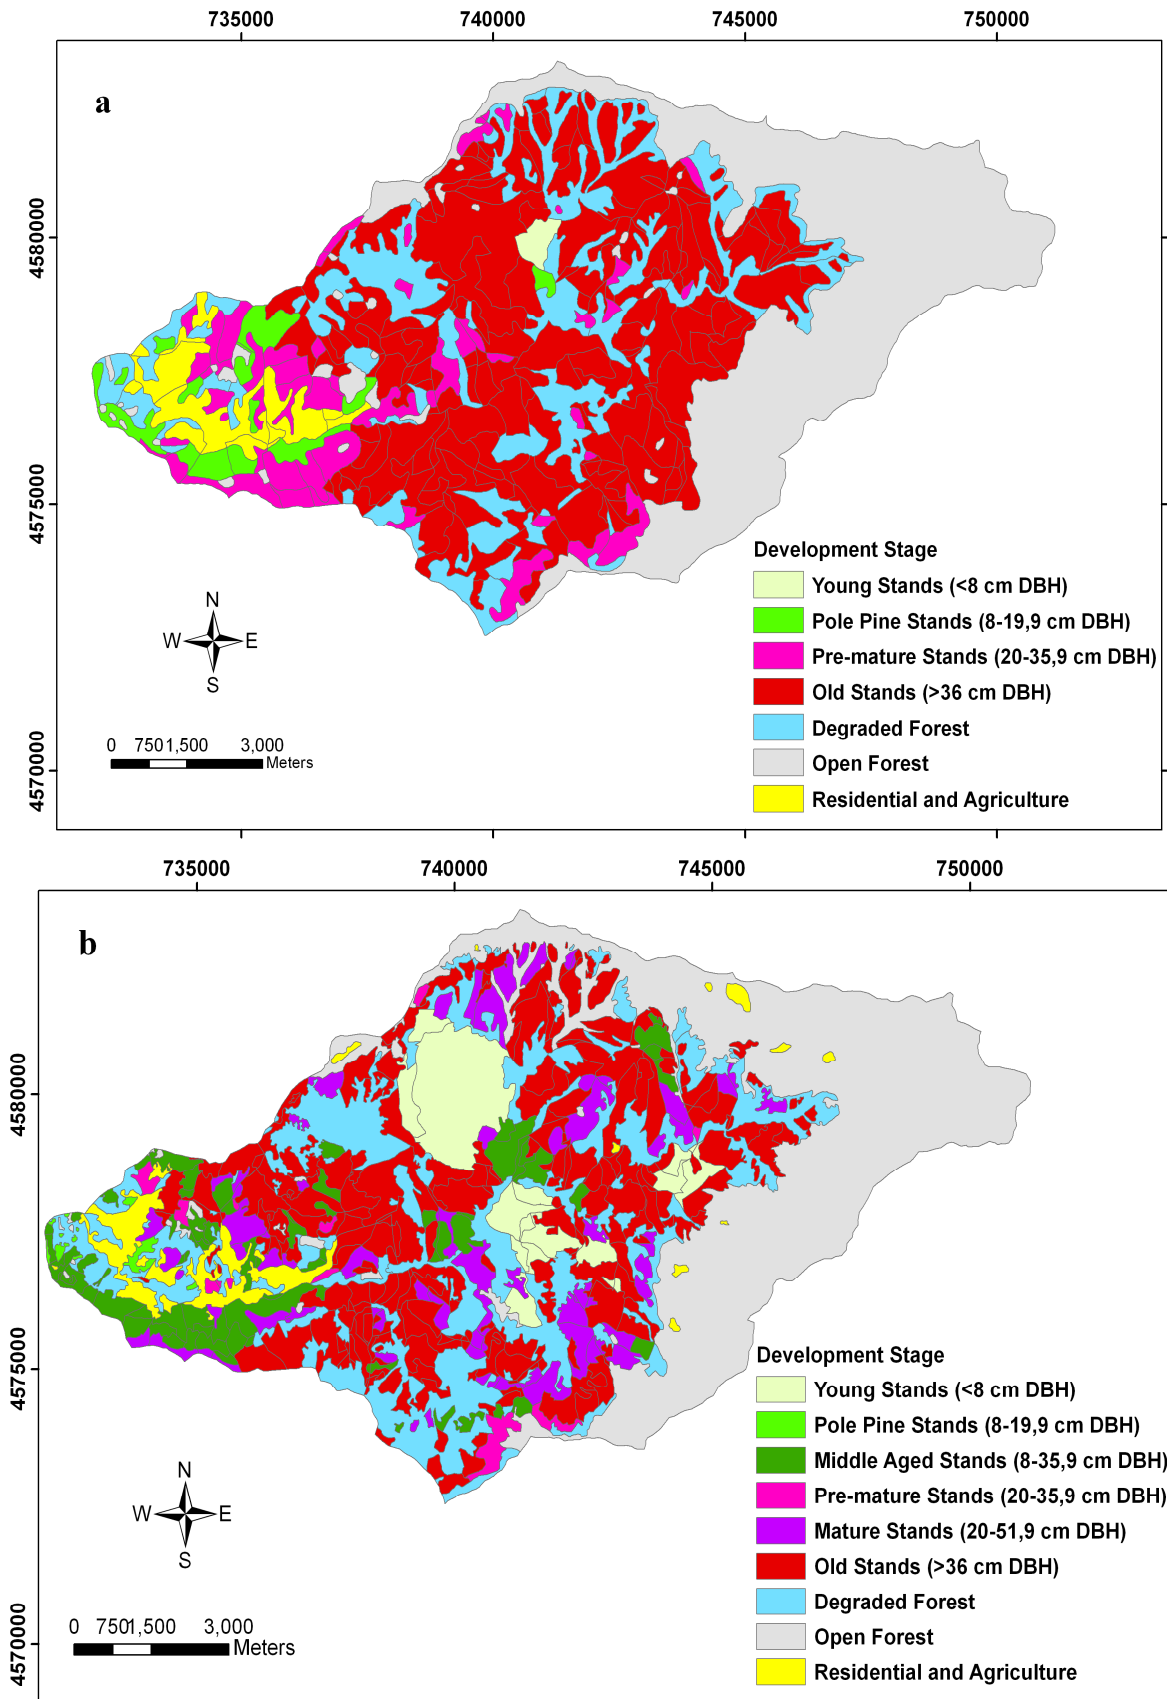 735000 740000 745000 750000
a
4580000
4575000
4570000
N
W E
S
0 750 1,500 3,000
Meters
Development Stage
Young Stands (<8 cm DBH)
Pole Pine Stands (8-19,9 cm DBH)
Pre-mature Stands (20-35,9 cm DBH)
Old Stands (>36 cm DBH)
Degraded Forest
Open Forest
Residential and Agriculture
735000 740000 745000 750000
b
4580000
4575000
4570000
N
W E
S
0 750 1,500 3,000
Meters
Development Stage
Young Stands (<8 cm DBH)
Pole Pine Stands (8-19,9 cm DBH)
Middle Aged Stands (8-35,9 cm DBH)
Pre-mature Stands (20-35,9 cm DBH)
Mature Stands (20-51,9 cm DBH)
Old Stands (>36 cm DBH)
Degraded Forest
Open Forest
Residential and Agriculture